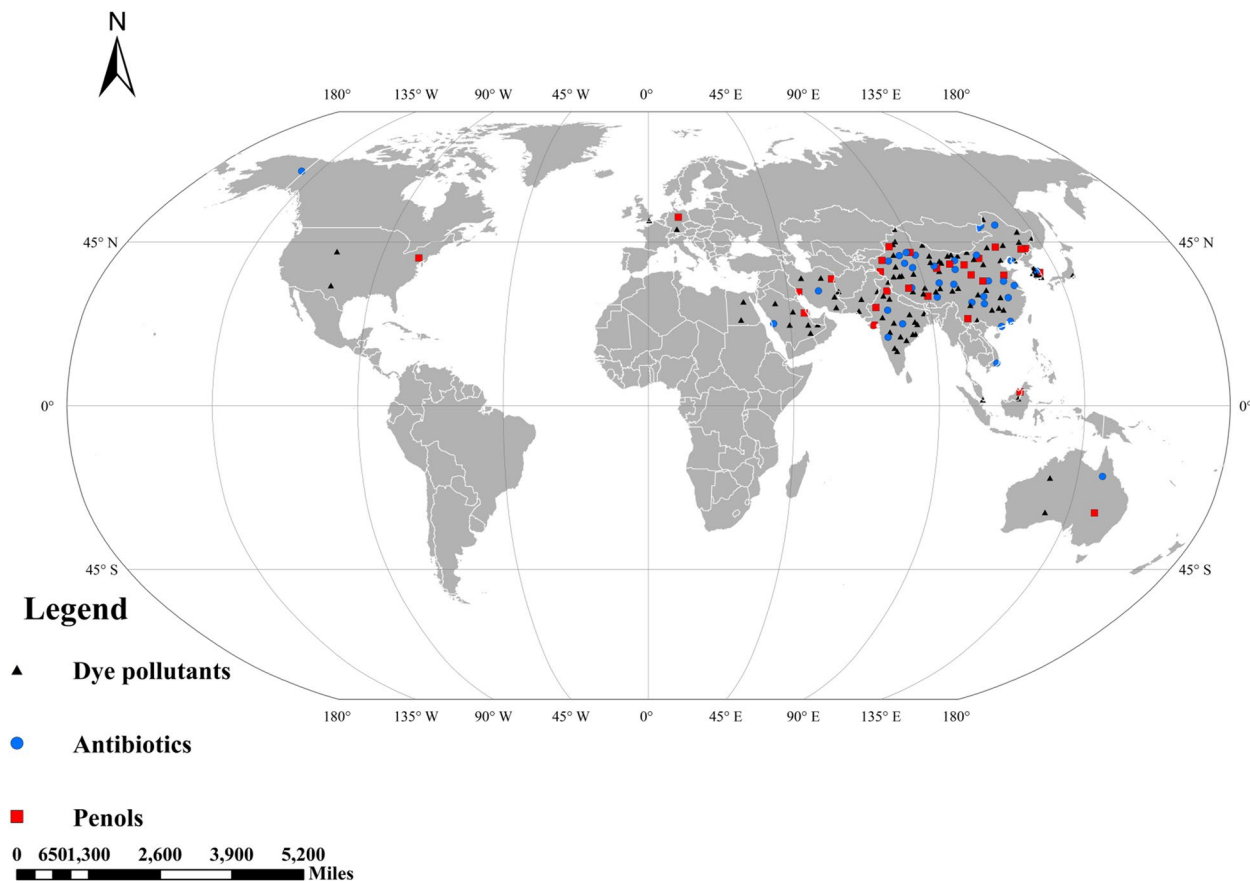 N
180° 135° W 90° W 45° W 0° 45° E 90° E 135° E 180°
45° N 45° N
0° 0°
45° S 45° S
180° 135° W 90° W 45° W 0° 45° E 90° E 135° E 180°
Legend
Dye pollutants
Antibiotics
Penols
0 650 1,300 2,600 3,900 5,200
Miles